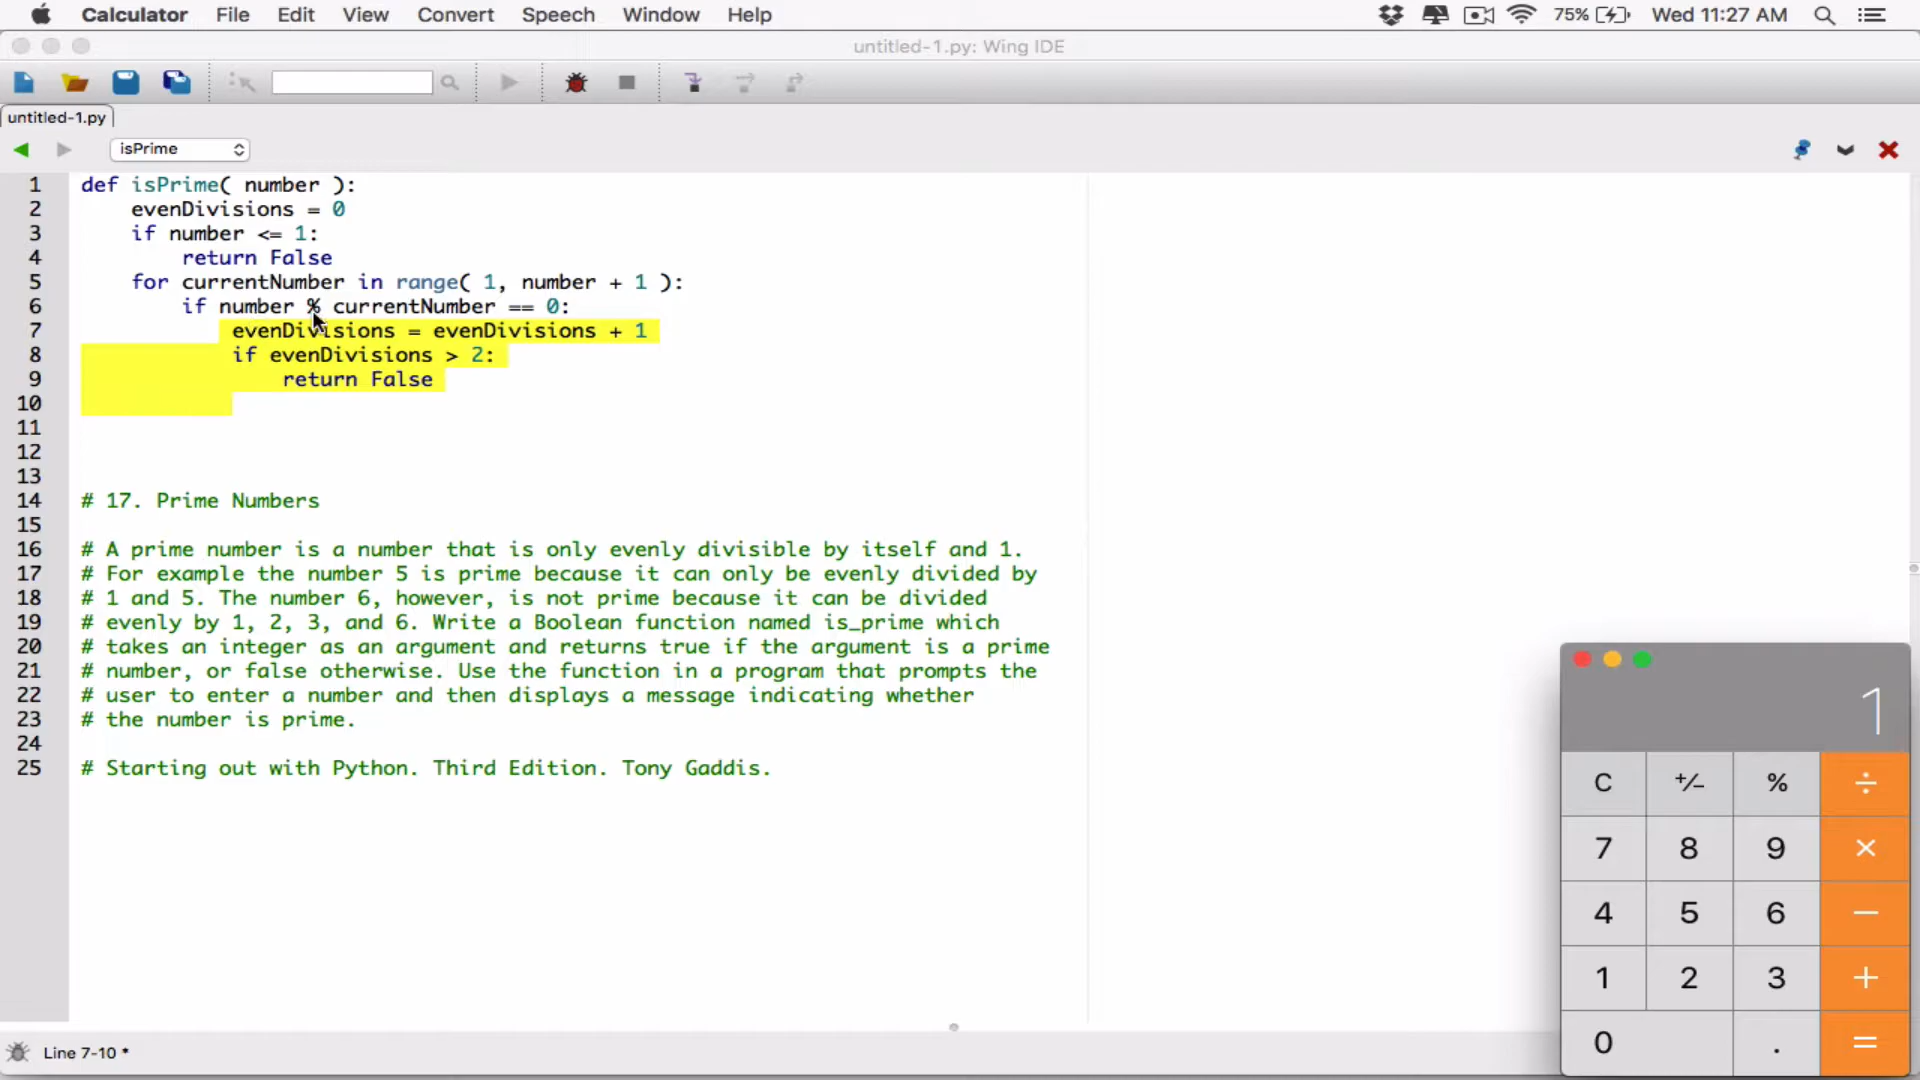 Calculator File Edit View Convert Speech Window Help 75% Wed 11:27 AM
untitled-1.py: Wing IDE
untitled-1.py
isPrime
1 def isPrime( number ):
2 evenDivisions = 0
3 if number <= 1:
4 return False
5 for currentNumber in range( 1, number + 1 ):
6 if number % currentNumber == 0:
7 evenDivisions = evenDivisions + 1
8 if evenDivisions > 2:
9 return False
10
11
12
13
14 # 17. Prime Numbers
15
16 # A prime number is a number that is only evenly divisible by itself and 1.
17 # For example the number 5 is prime because it can only be evenly divided by
18 # 1 and 5. The number 6, however, is not prime because it can be divided
19 # evenly by 1, 2, 3, and 6. Write a Boolean function named is_prime which
20 # takes an integer as an argument and returns true if the argument is a prime
21 # number, or false otherwise. Use the function in a program that prompts the
22 # user to enter a number and then displays a message indicating whether
23 # the number is prime.
24
25 # Starting out with Python. Third Edition. Tony Gaddis.
1
C +/− % ÷
7 8 9 ×
4 5 6 −
1 2 3 +
0 . =
Line 7-10 *